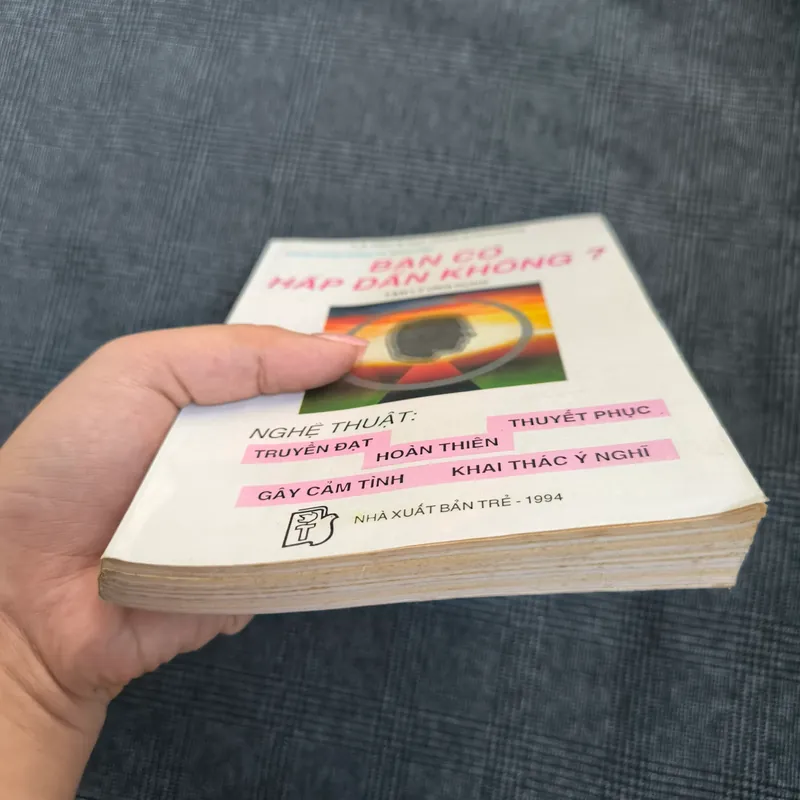 BẠN CÓ
HẤP DẪN KHÔNG ?
NGHỆ THUẬT:
TRUYỀN ĐẠT HOÀN THIỆN THUYẾT PHỤC
GÂY CẢM TÌNH KHAI THÁC Ý NGHĨ
NHÀ XUẤT BẢN TRẺ - 1994